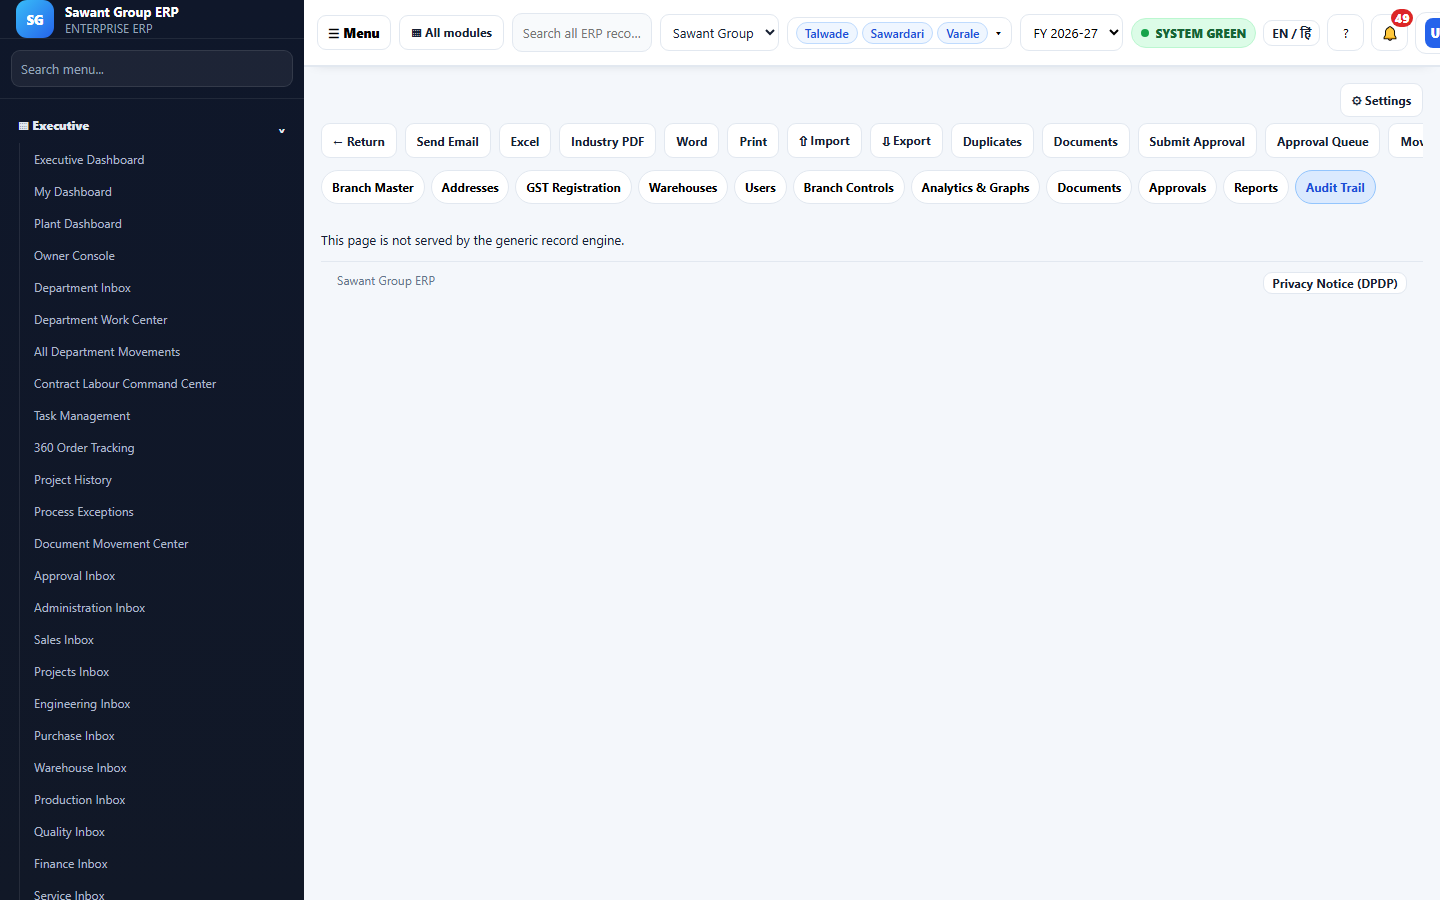 SG
Sawant Group ERP
ENTERPRISE ERP
Search menu...
Executive
Executive Dashboard
My Dashboard
Plant Dashboard
Owner Console
Department Inbox
Department Work Center
All Department Movements
Contract Labour Command Center
Task Management
360 Order Tracking
Project History
Process Exceptions
Document Movement Center
Approval Inbox
Administration Inbox
Sales Inbox
Projects Inbox
Engineering Inbox
Purchase Inbox
Warehouse Inbox
Production Inbox
Quality Inbox
Finance Inbox
Service Inbox
☰ Menu
All modules
Search all ERP reco...
Sawant Group
Talwade Sawardari Varale
FY 2026-27
SYSTEM GREEN
EN / हिं
?
49
U
⚙ Settings
← Return Send Email Excel Industry PDF Word Print ⇧ Import ⇩ Export Duplicates Documents Submit Approval Approval Queue Mov
Branch Master Addresses GST Registration Warehouses Users Branch Controls Analytics & Graphs Documents Approvals Reports Audit Trail
This page is not served by the generic record engine.
Sawant Group ERP
Privacy Notice (DPDP)